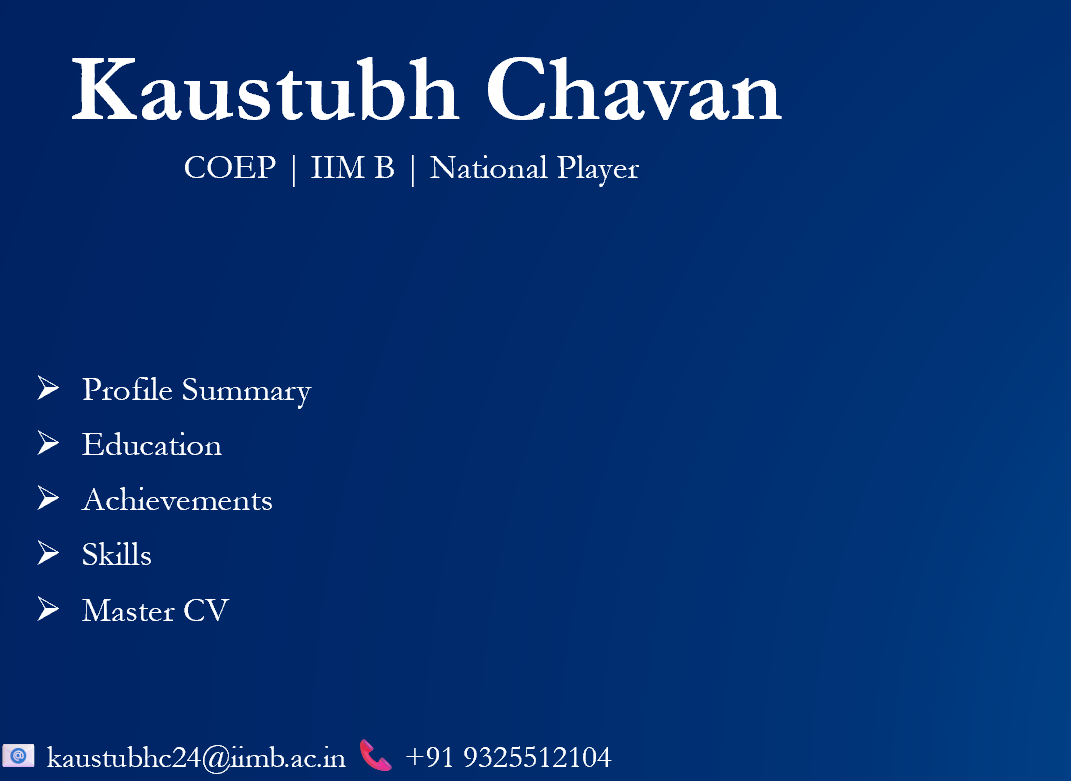 Kaustubh Chavan
COEP | IIM B | National Player
➢ Profile Summary
➢ Education
➢ Achievements
➢ Skills
➢ Master CV
kaustubhc24@iimb.ac.in +91 9325512104